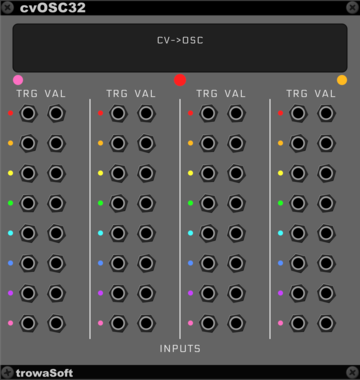 cvOSC32
CV->OSC
TRG VAL TRG VAL TRG VAL TRG VAL
INPUTS
trowaSoft